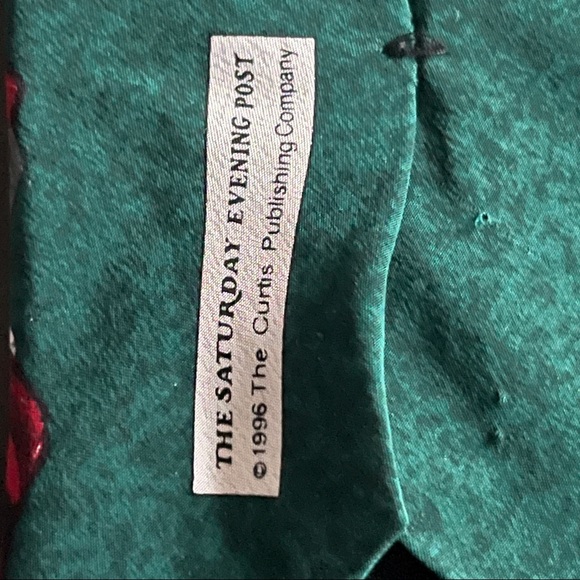 THE SATURDAY EVENING POST
©1996 The Curtis Publishing Company